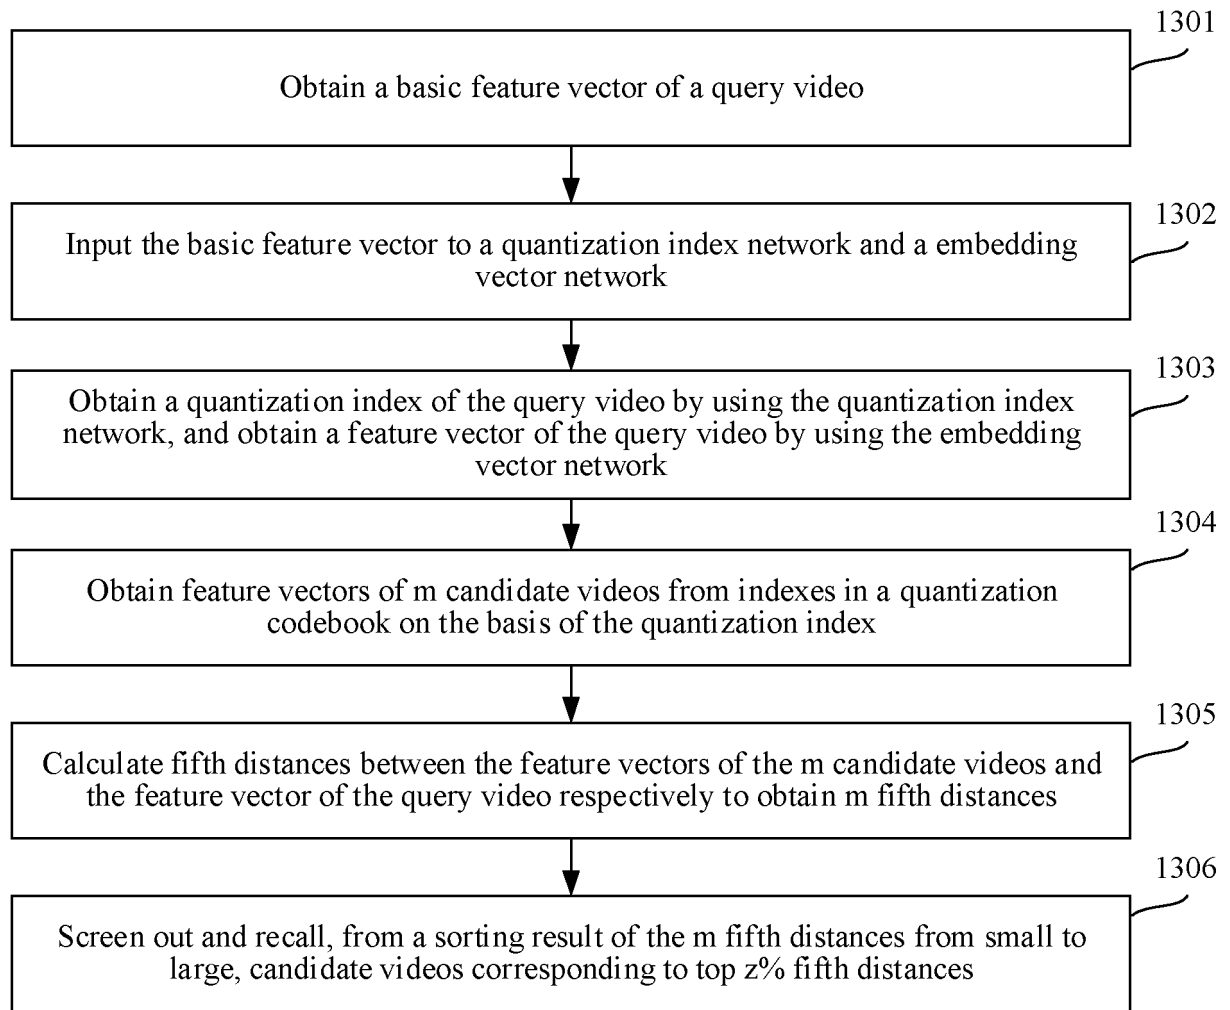 1301
Obtain a basic feature vector of a query video
1302
Input the basic feature vector to a quantization index network and a embedding
vector network
1303
Obtain a quantization index of the query video by using the quantization index
network, and obtain a feature vector of the query video by using the embedding
vector network
1304
Obtain feature vectors of m candidate videos from indexes in a quantization
codebook on the basis of the quantization index
1305
Calculate fifth distances between the feature vectors of the m candidate videos and
the feature vector of the query video respectively to obtain m fifth distances
1306
Screen out and recall, from a sorting result of the m fifth distances from small to
large, candidate videos corresponding to top z% fifth distances